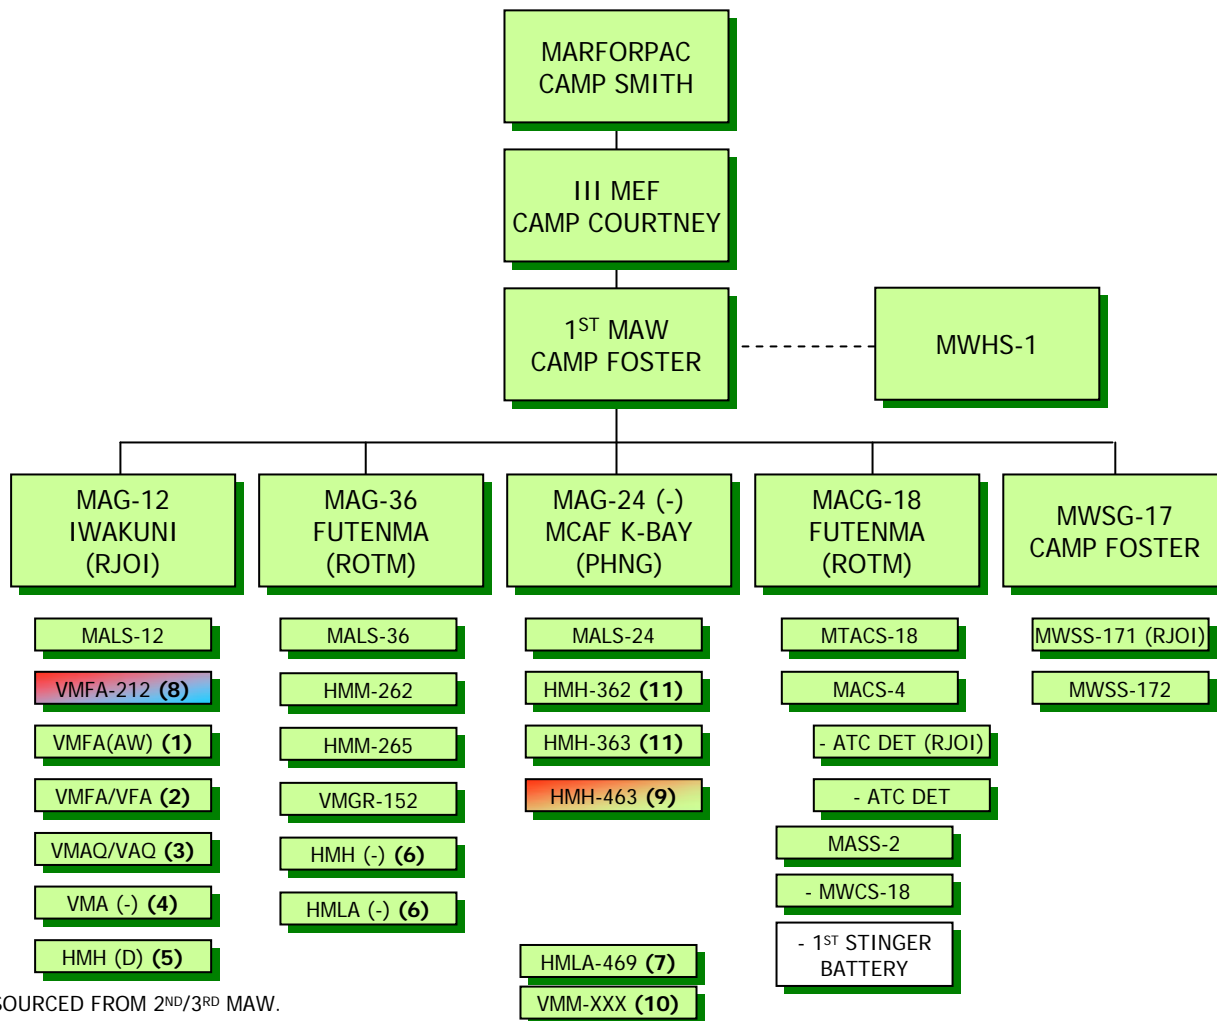 MARFORPAC
CAMP SMITH
III MEF
CAMP COURTNEY
1ST MAW
CAMP FOSTER
MWHS-1
MAG-12
IWAKUNI
(RJOI)
MAG-36
FUTENMA
(ROTM)
MAG-24 (-)
MCAF K-BAY
(PHNG)
MACG-18
FUTENMA
(ROTM)
MWSG-17
CAMP FOSTER
MALS-12
VMFA-212 (8)
VMFA(AW) (1)
VMFA/VFA (2)
VMAQ/VAQ (3)
VMA (-) (4)
HMH (D) (5)
MALS-36
HMM-262
HMM-265
VMGR-152
HMH (-) (6)
HMLA (-) (6)
MALS-24
HMH-362 (11)
HMH-363 (11)
HMH-463 (9)
HMLA-469 (7)
VMM-XXX (10)
MTACS-18
MACS-4
- ATC DET (RJOI)
- ATC DET
MASS-2
- MWCS-18
- 1ST STINGER
BATTERY
MWSS-171 (RJOI)
MWSS-172
SOURCED FROM 2ND/3RD MAW.